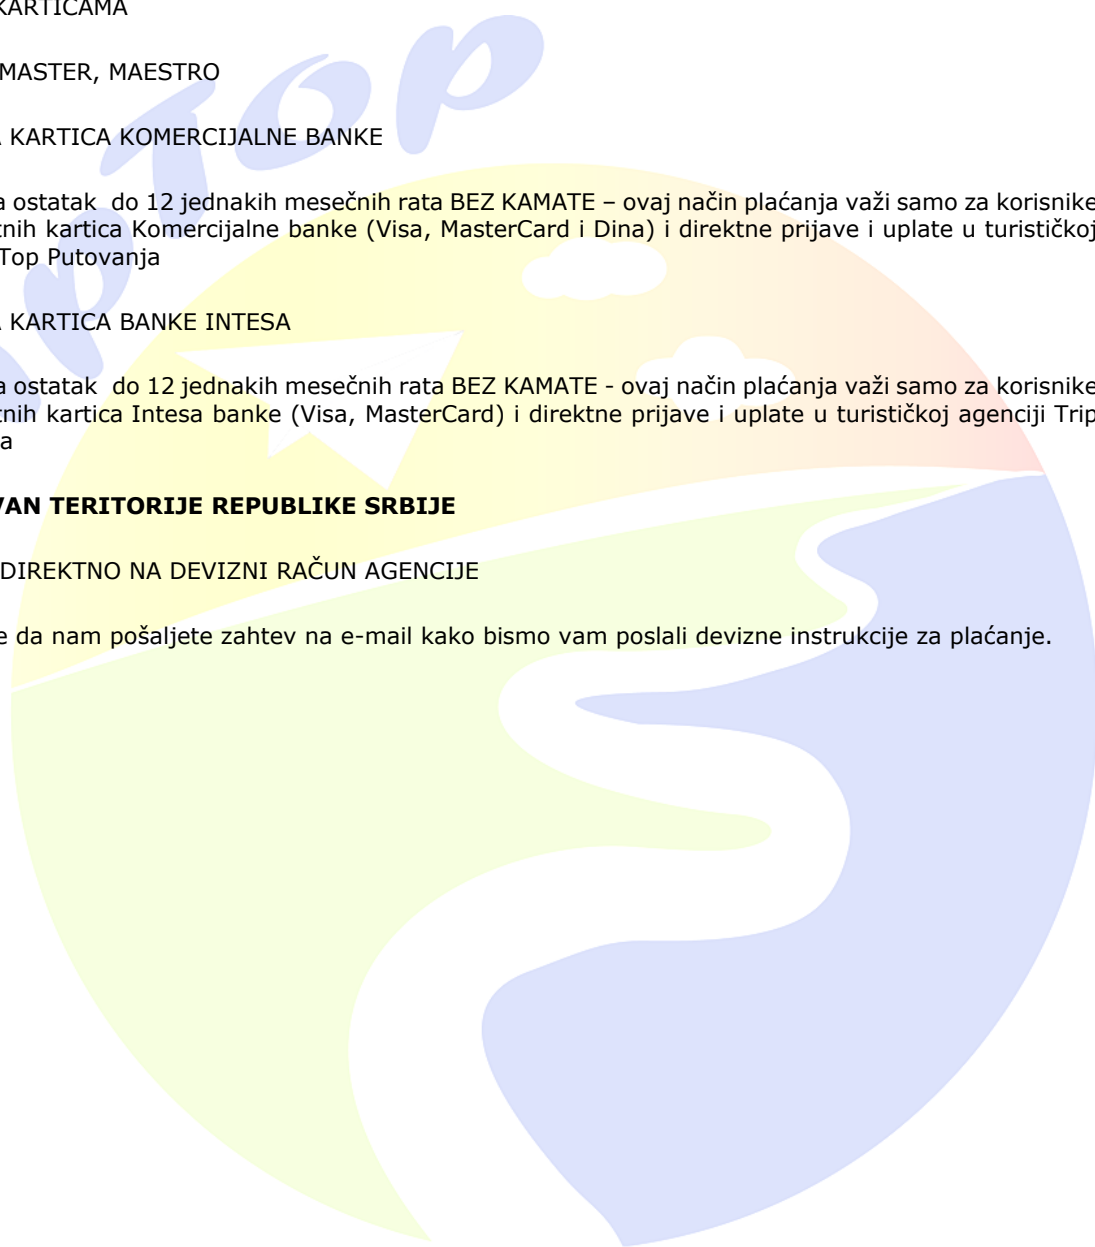 KARTICAMA
MASTER, MAESTRO
KARTICA KOMERCIJALNE BANKE
ostatak do 12 jednakih mesečnih rata BEZ KAMATE – ovaj način plaćanja važi samo za korisnike
tnih kartica Komercijalne banke (Visa, MasterCard i Dina) i direktne prijave i uplate u turističkoj
Top Putovanja
KARTICA BANKE INTESA
ostatak do 12 jednakih mesečnih rata BEZ KAMATE - ovaj način plaćanja važi samo za korisnike
tnih kartica Intesa banke (Visa, MasterCard) i direktne prijave i uplate u turističkoj agenciji Trip
a
VAN TERITORIJE REPUBLIKE SRBIJE
DIREKTNO NA DEVIZNI RAČUN AGENCIJE
e da nam pošaljete zahtev na e-mail kako bismo vam poslali devizne instrukcije za plaćanje.
Top